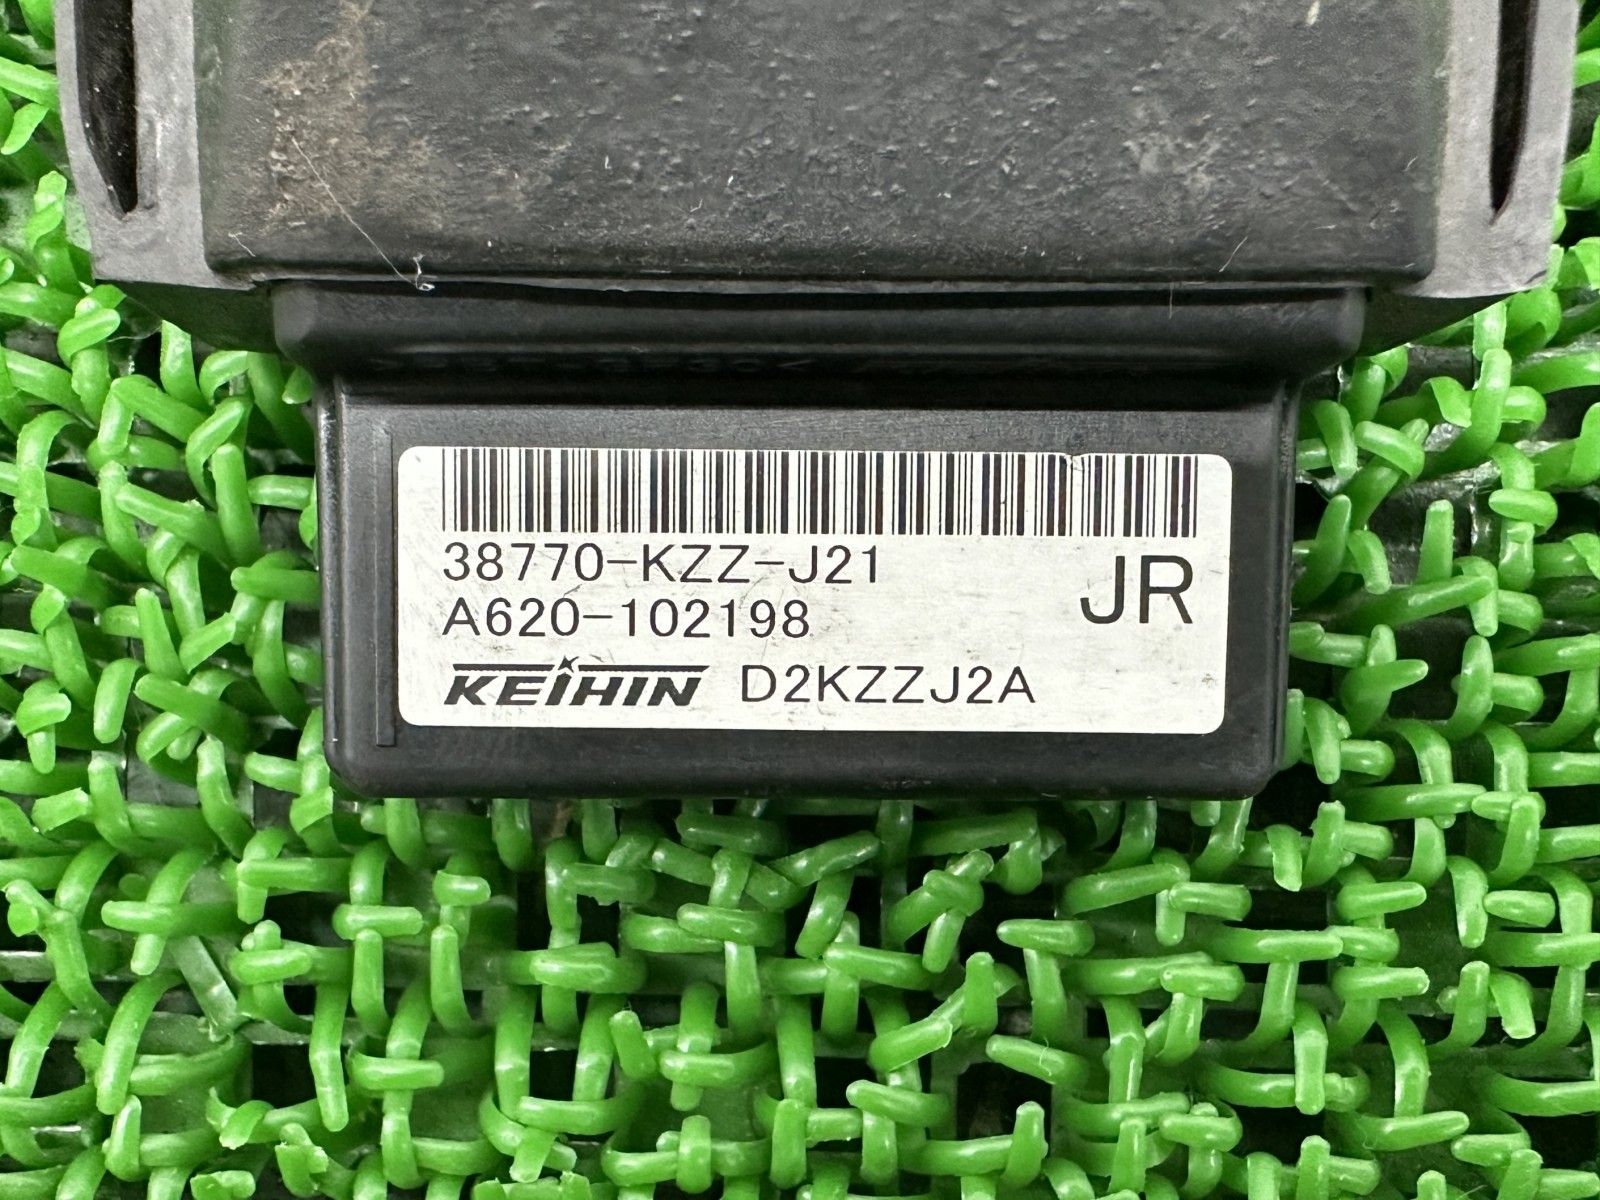 38770-KZZ-J21
A620-102198
JR
KEIHIN D2KZZJ2A